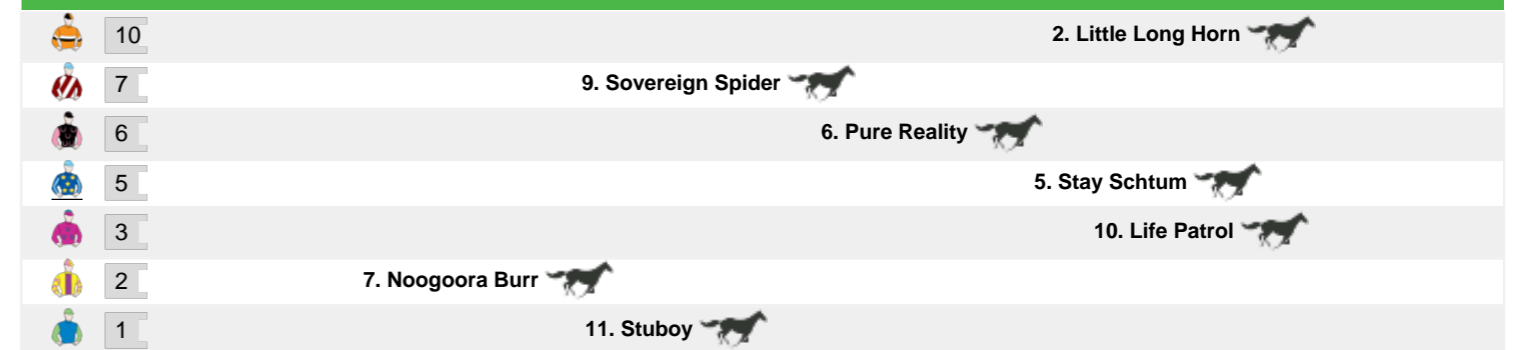 10 2. Little Long Horn
7 9. Sovereign Spider
6 6. Pure Reality
5 5. Stay Schtum
3 10. Life Patrol
2 7. Noogoora Burr
1 11. Stuboy